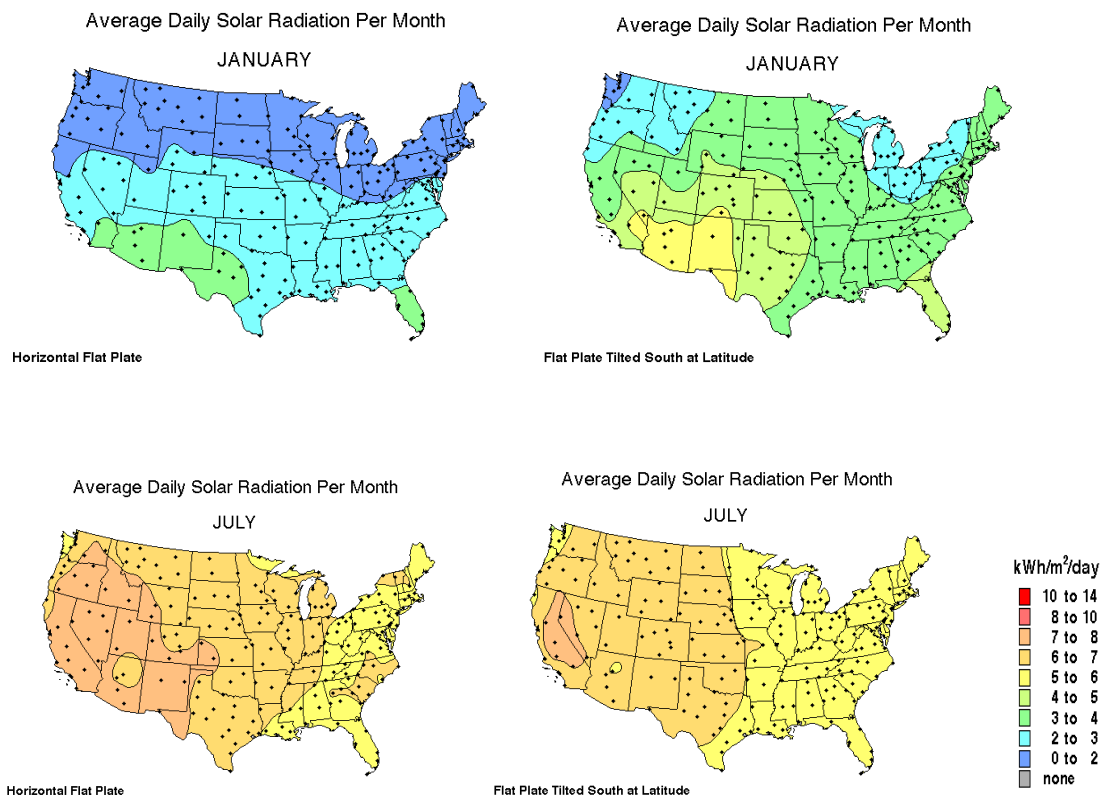 Average Daily Solar Radiation Per Month
JANUARY
Horizontal Flat Plate
Average Daily Solar Radiation Per Month
JANUARY
Flat Plate Tilted South at Latitude
Average Daily Solar Radiation Per Month
JULY
Horizontal Flat Plate
Average Daily Solar Radiation Per Month
JULY
Flat Plate Tilted South at Latitude
kWh/m²/day
10 to 14
8 to 10
7 to 8
6 to 7
5 to 6
4 to 5
3 to 4
2 to 3
0 to 2
none